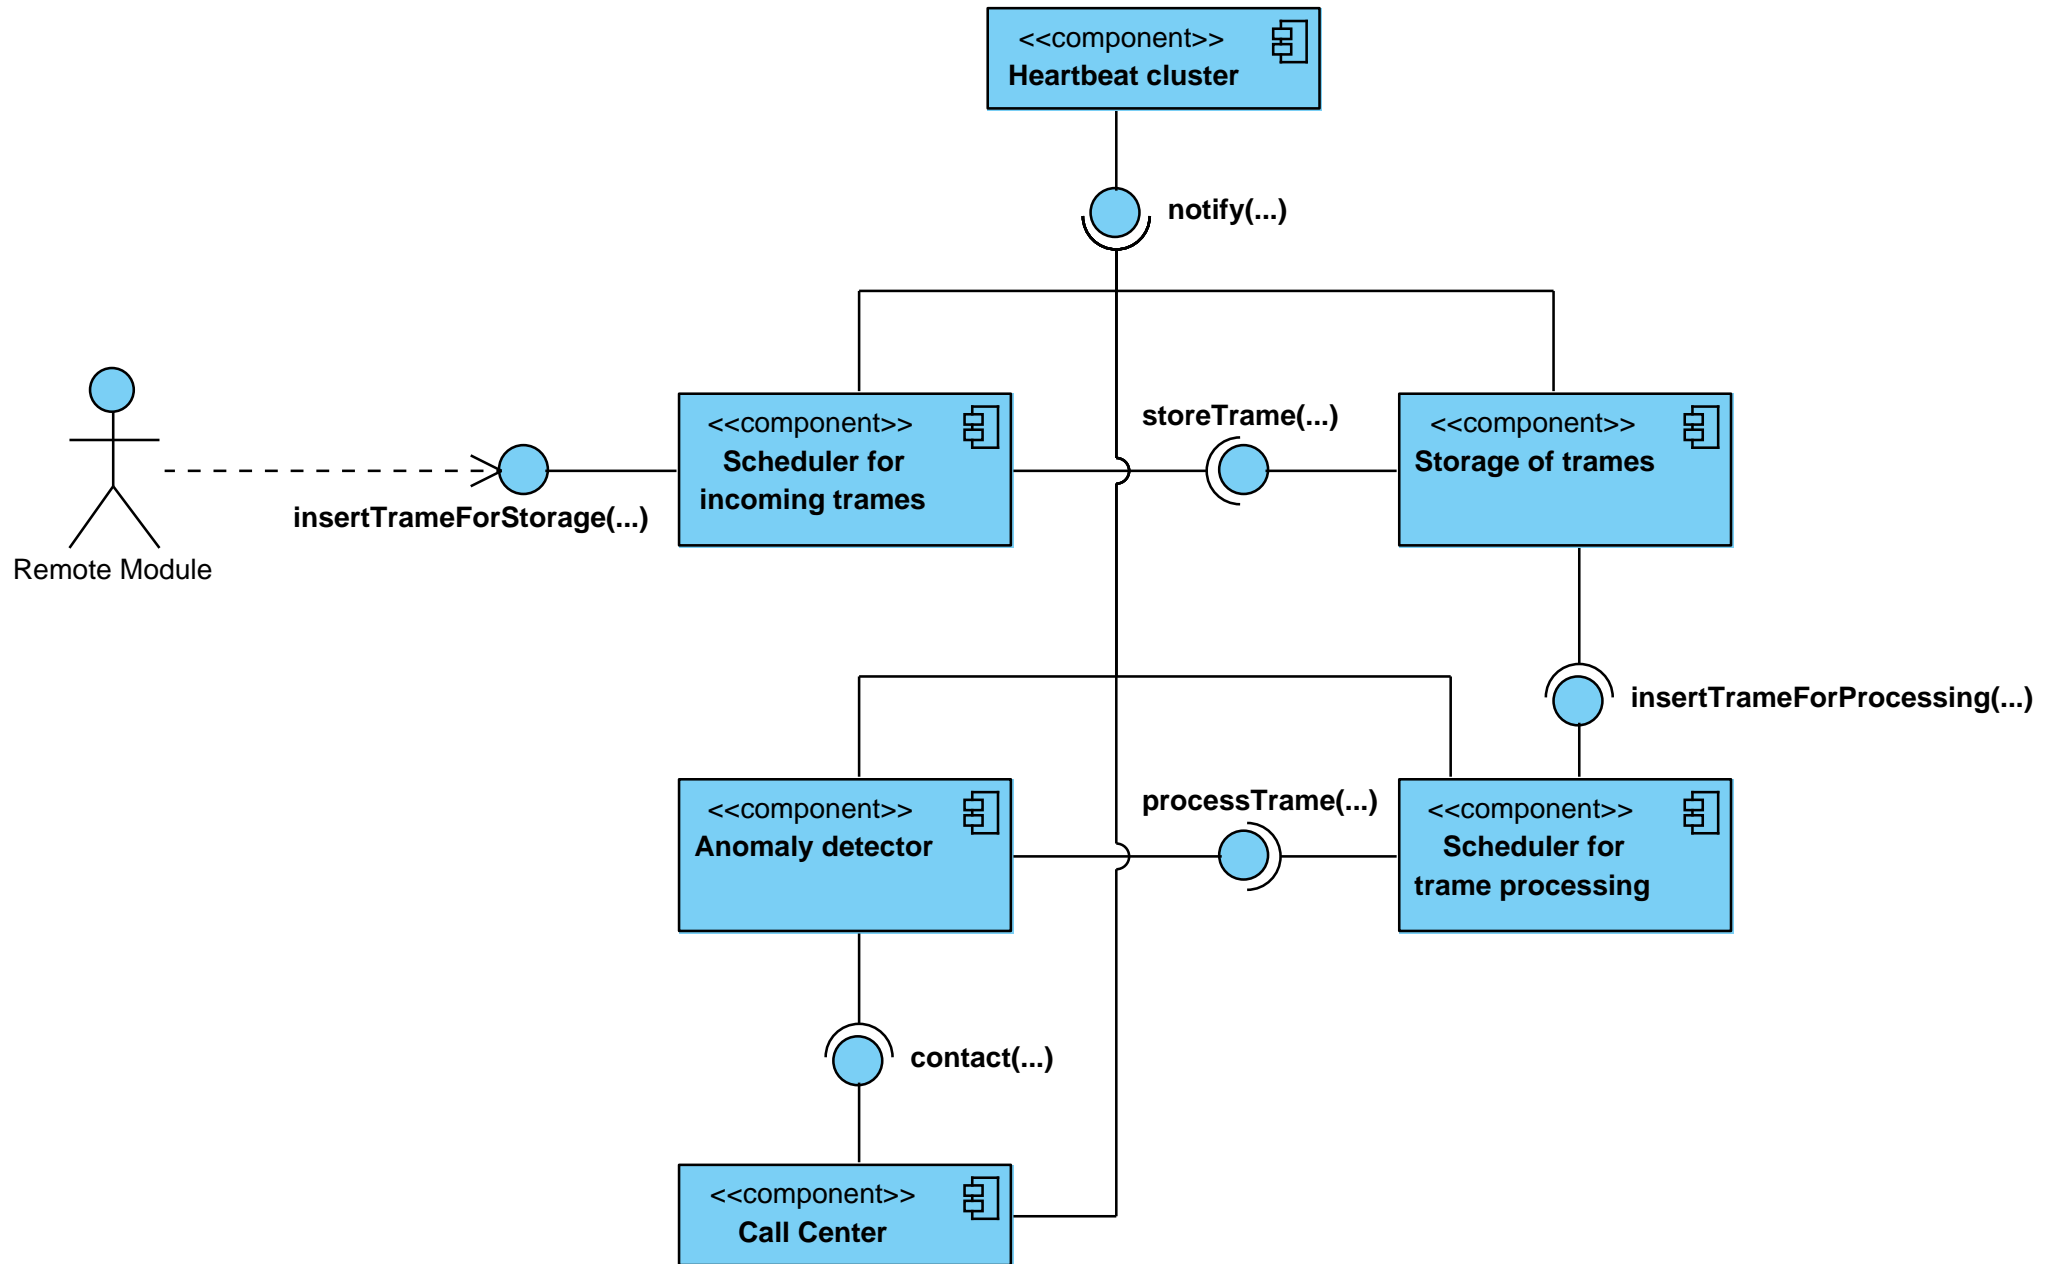 <<component>>
Heartbeat cluster
notify(...)
<<component>>
Scheduler for
incoming trames
storeTrame(...)
<<component>>
Storage of trames
insertTrameForStorage(...)
Remote Module
insertTrameForProcessing(...)
<<component>>
Anomaly detector
processTrame(...)
<<component>>
Scheduler for
trame processing
contact(...)
<<component>>
Call Center